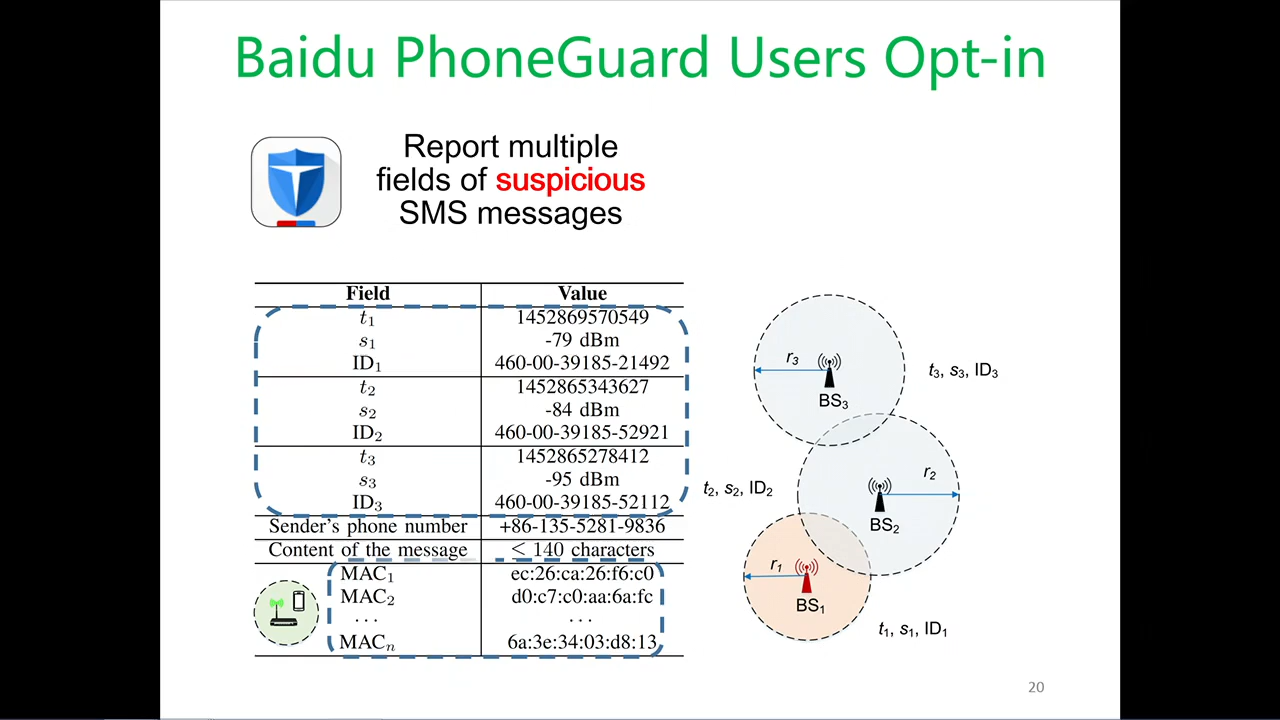 Baidu PhoneGuard Users Opt-in
Report multiple
fields of suspicious
SMS messages
Field Value
t₁ 1452869570549
s₁ -79 dBm
ID₁ 460-00-39185-21492
t₂ 1452865343627
s₂ -84 dBm
ID₂ 460-00-39185-52921
t₃ 1452865278412
s₃ -95 dBm
ID₃ 460-00-39185-52112
Sender's phone number +86-135-5281-9836
Content of the message ≤ 140 characters
MAC₁ ec:26:ca:26:f6:c0
MAC₂ d0:c7:c0:aa:6a:fc
... ...
MACₙ 6a:3e:34:03:d8:13
r₃
BS₃
t₃, s₃, ID₃
r₂
BS₂
t₂, s₂, ID₂
r₁
BS₁
t₁, s₁, ID₁
20